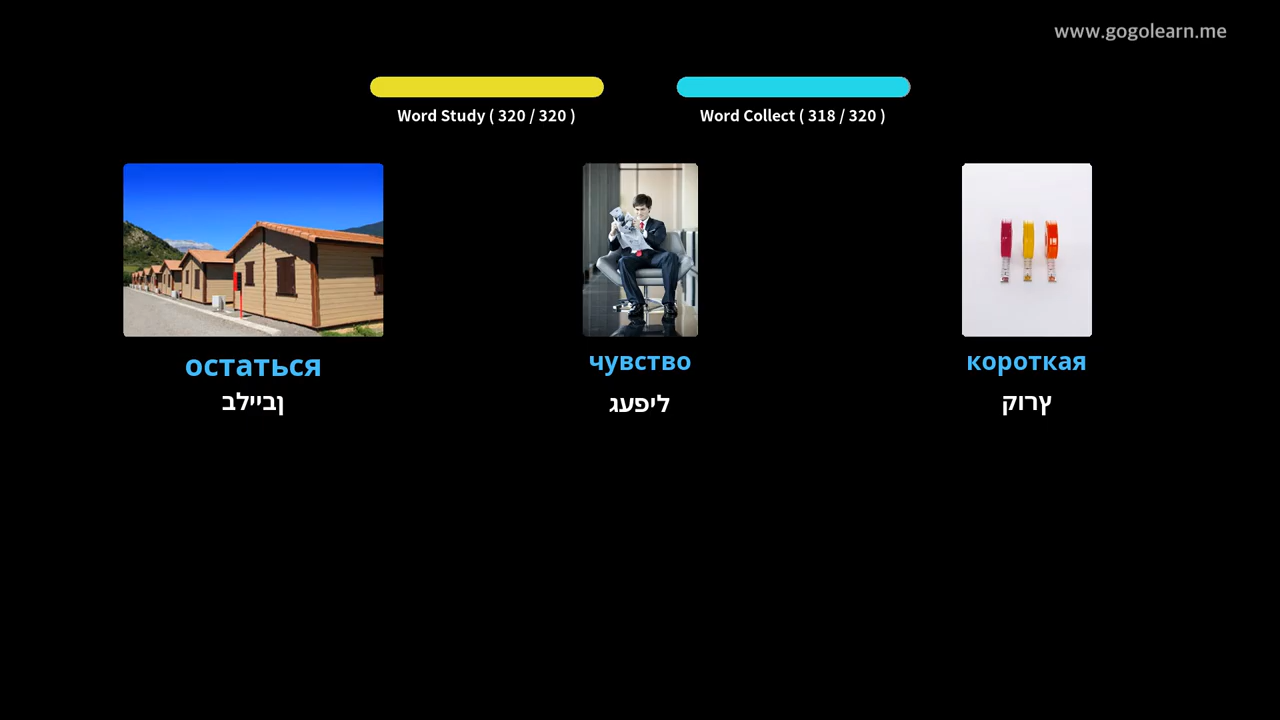 www.gogolearn.me
Word Study ( 320 / 320 )
Word Collect ( 318 / 320 )
остаться
בלייבן
чувство
געפיל
короткая
קורץ